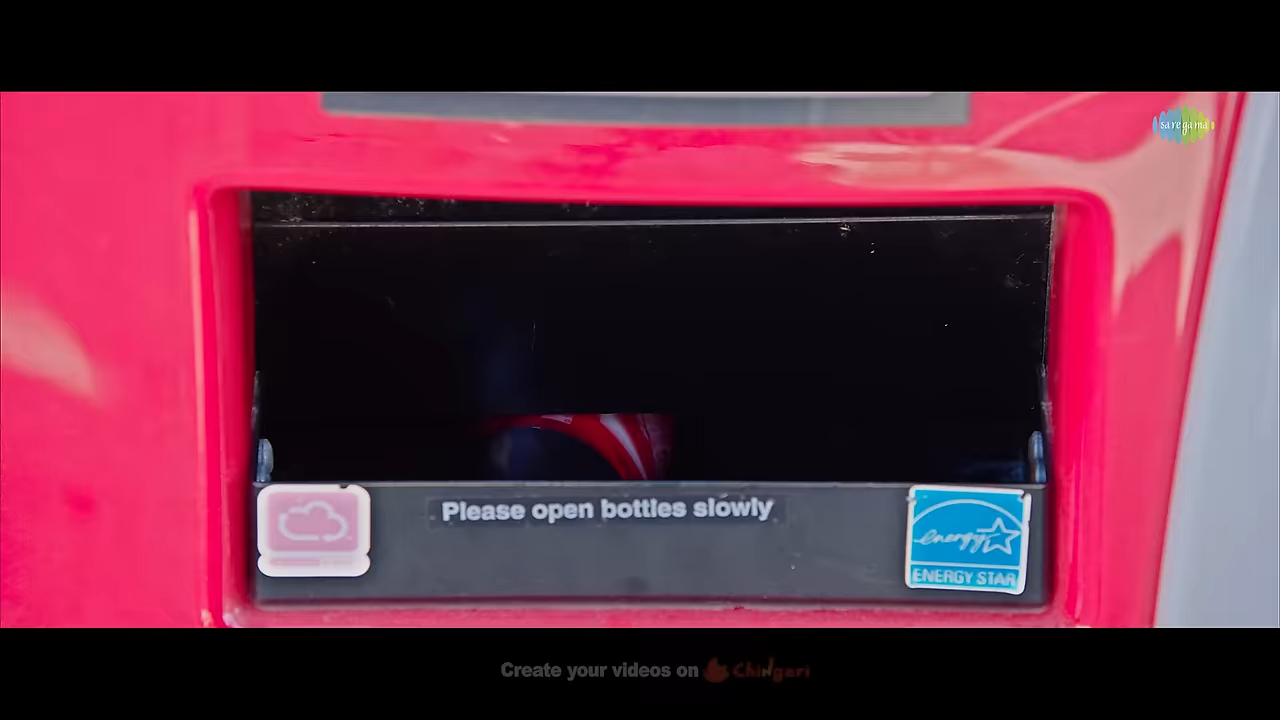 saregama
Please open bottles slowly
energy
ENERGY STAR
Create your videos on Chingari